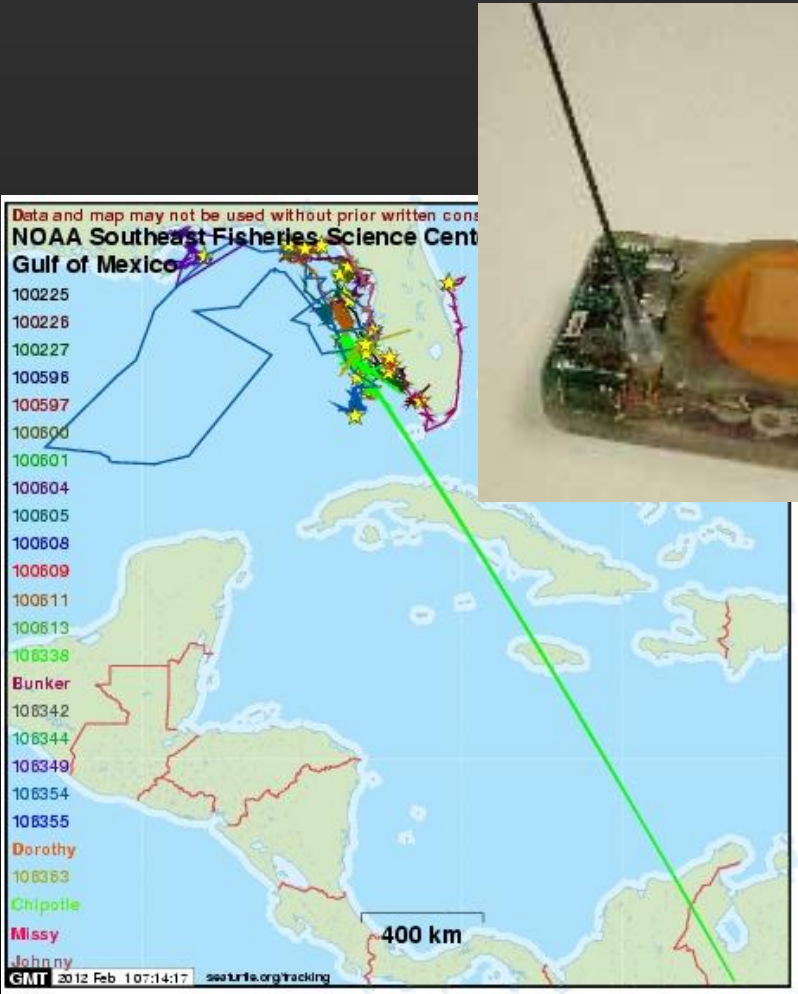 Data and map may not be used without prior written cons
NOAA Southeast Fisheries Science Cent
Gulf of Mexico
100225
100226
100227
100596
100597
100600
100601
100604
100605
100608
100609
100611
100613
106338
Bunker
106342
106344
106349
106354
106355
Dorothy
106363
Chipotle
Missy
Johnny
400 km
GMT 2012 Feb 1 07:14:17 seaturtle.org/tracking